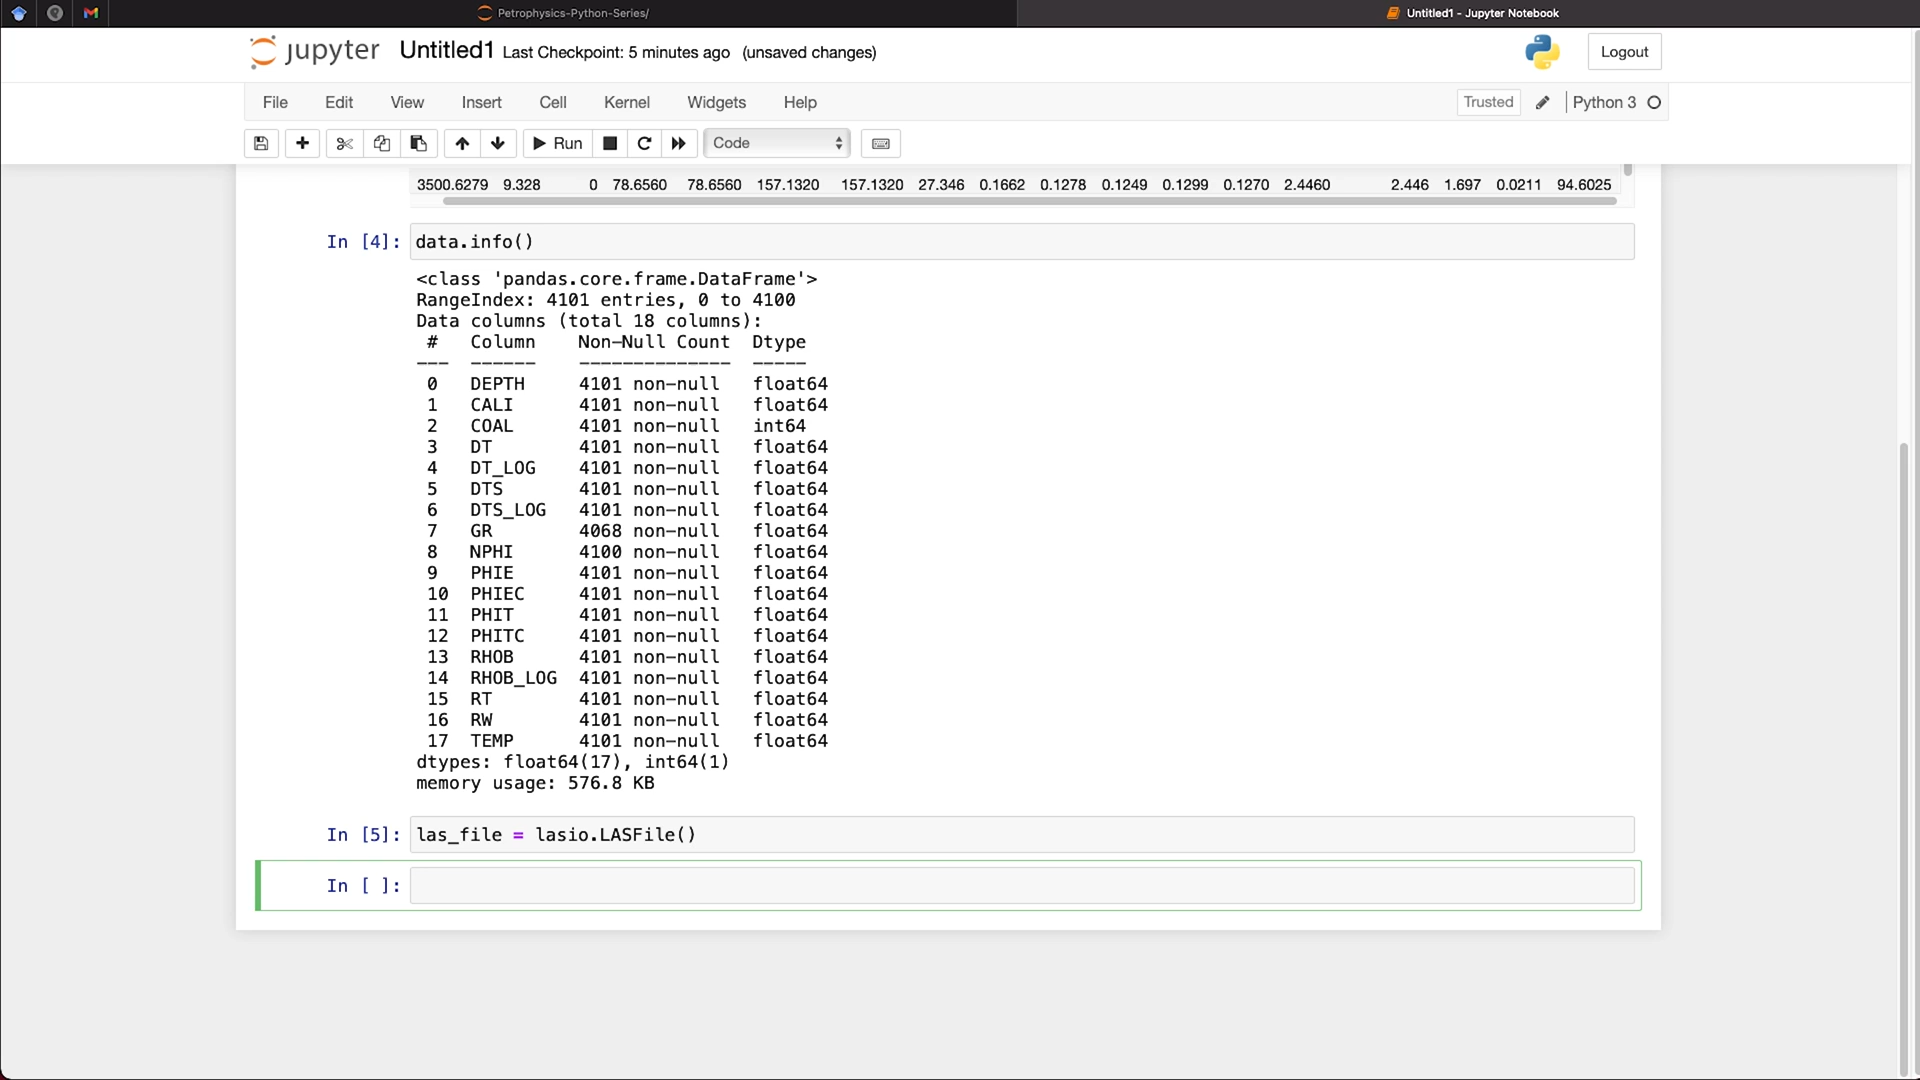 Petrophysics-Python-Series/
Untitled1 - Jupyter Notebook
jupyter Untitled1 Last Checkpoint: 5 minutes ago (unsaved changes)
Logout
File Edit View Insert Cell Kernel Widgets Help
Trusted Python 3
Run Code
3500.6279 9.328 0 78.6560 78.6560 157.1320 157.1320 27.346 0.1662 0.1278 0.1249 0.1299 0.1270 2.4460 2.446 1.697 0.0211 94.6025
In [4]: data.info()
<class 'pandas.core.frame.DataFrame'>
RangeIndex: 4101 entries, 0 to 4100
Data columns (total 18 columns):
# Column Non-Null Count Dtype
--- ------ -------------- -----
0 DEPTH 4101 non-null float64
1 CALI 4101 non-null float64
2 COAL 4101 non-null int64
3 DT 4101 non-null float64
4 DT_LOG 4101 non-null float64
5 DTS 4101 non-null float64
6 DTS_LOG 4101 non-null float64
7 GR 4068 non-null float64
8 NPHI 4100 non-null float64
9 PHIE 4101 non-null float64
10 PHIEC 4101 non-null float64
11 PHIT 4101 non-null float64
12 PHITC 4101 non-null float64
13 RHOB 4101 non-null float64
14 RHOB_LOG 4101 non-null float64
15 RT 4101 non-null float64
16 RW 4101 non-null float64
17 TEMP 4101 non-null float64
dtypes: float64(17), int64(1)
memory usage: 576.8 KB
In [5]: las_file = lasio.LASFile()
In [ ]: